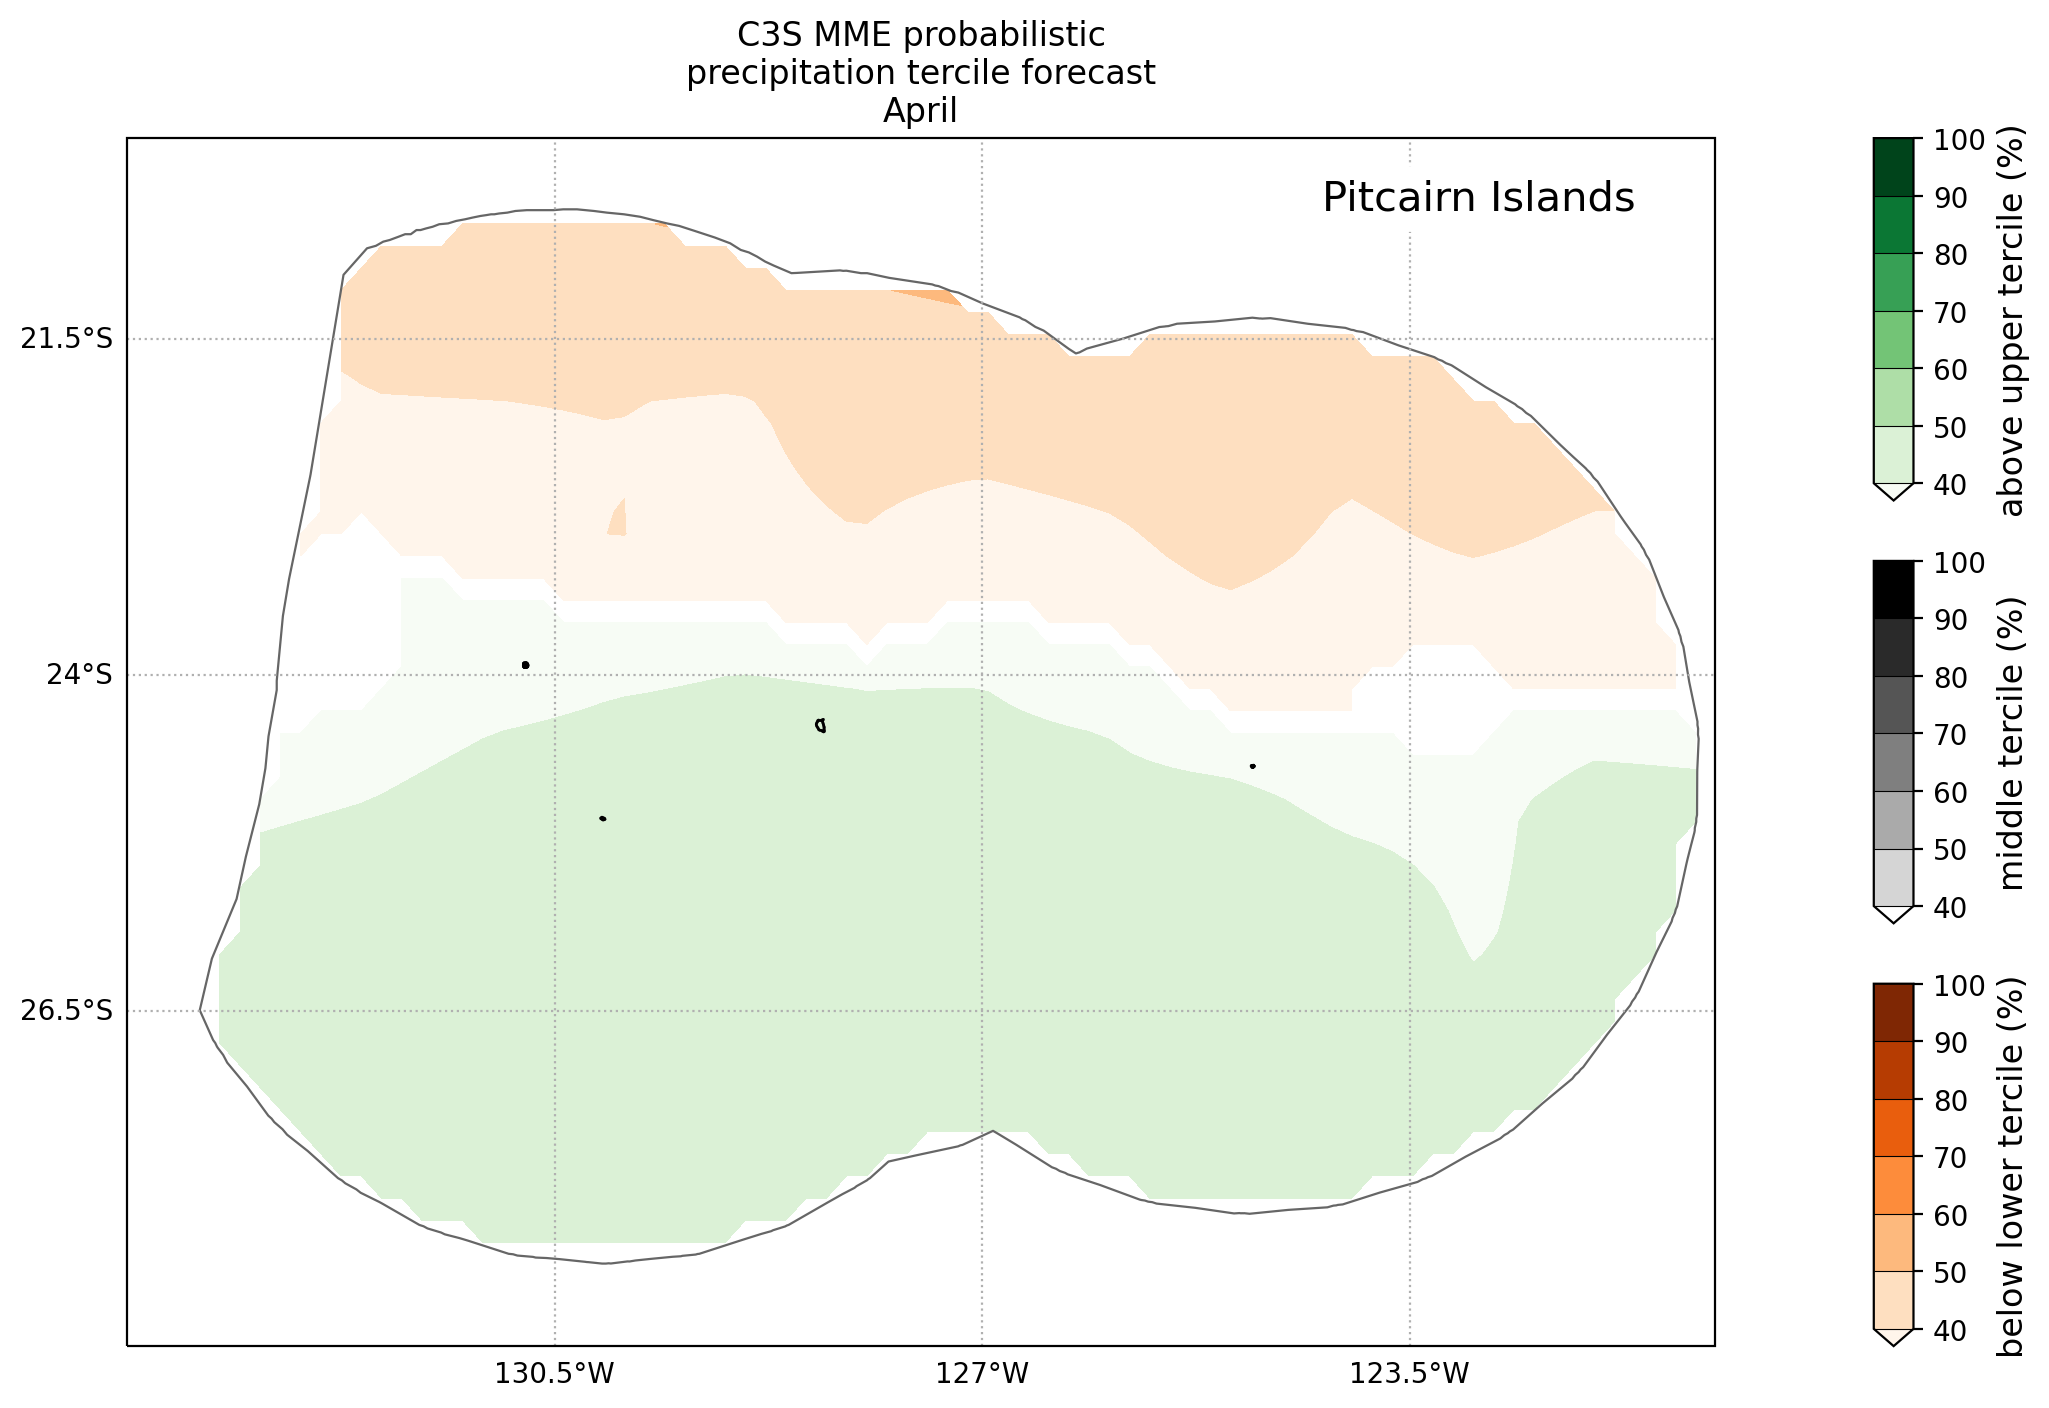 C3S MME probabilistic
precipitation tercile forecast
April
Pitcairn Islands
21.5°S
24°S
26.5°S
130.5°W
127°W
123.5°W
100
90
80
70
60
50
40
above upper tercile (%)
100
90
80
70
60
50
40
middle tercile (%)
100
90
80
70
60
50
40
below lower tercile (%)